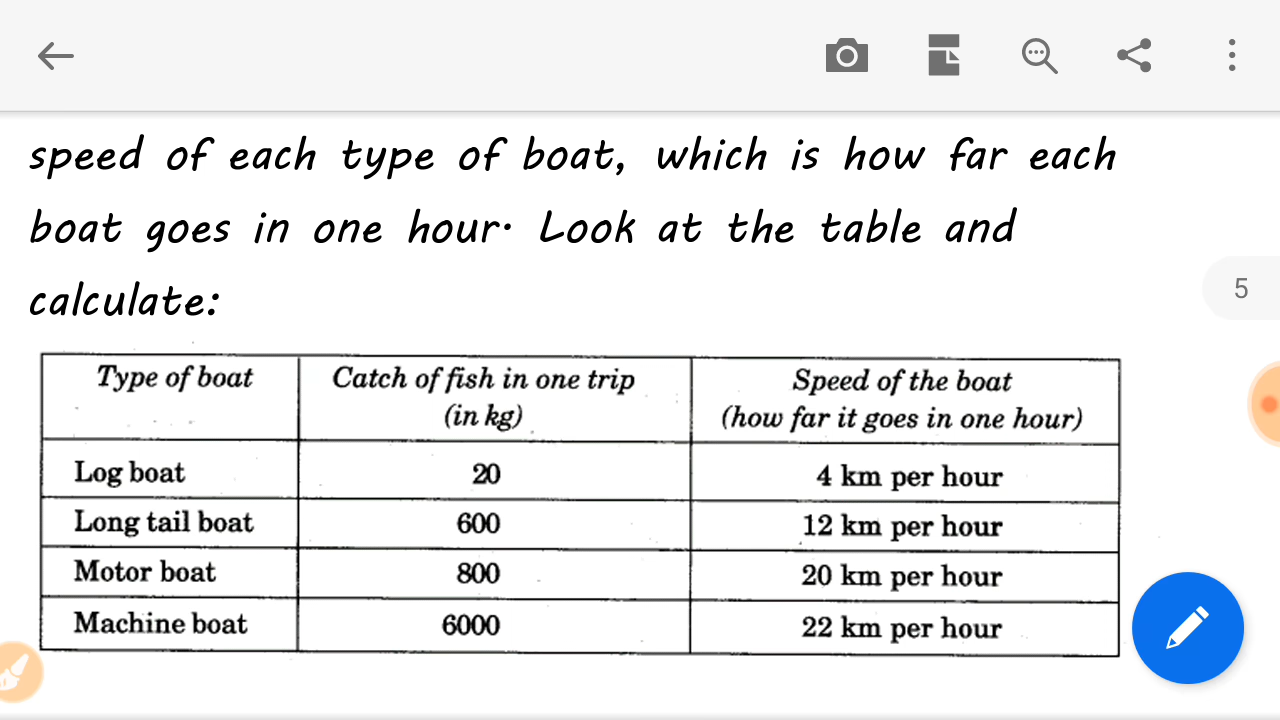 speed of each type of boat, which is how far each
boat goes in one hour. Look at the table and
calculate:
5
Type of boat Catch of fish in one trip (in kg) Speed of the boat (how far it goes in one hour)
Log boat 20 4 km per hour
Long tail boat 600 12 km per hour
Motor boat 800 20 km per hour
Machine boat 6000 22 km per hour